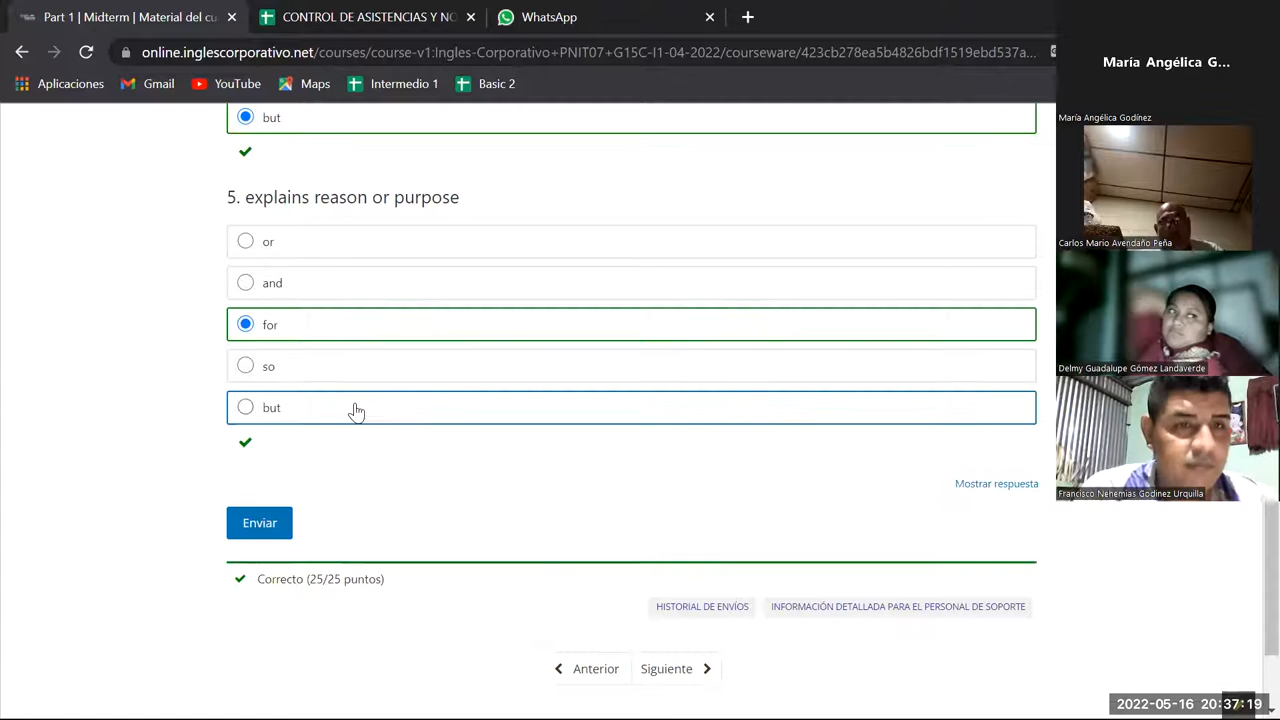 Part 1 | Midterm | Material del cu
CONTROL DE ASISTENCIAS Y NO
WhatsApp
online.inglescorporativo.net/courses/course-v1:Ingles-Corporativo+PNIT07+G15C-I1-04-2022/courseware/423cb278ea5b4826bdf1519ebd537a...
Aplicaciones
Gmail
YouTube
Maps
Intermedio 1
Basic 2
but
5. explains reason or purpose
or
and
for
so
but
Mostrar respuesta
Enviar
Correcto (25/25 puntos)
HISTORIAL DE ENVÍOS
INFORMACIÓN DETALLADA PARA EL PERSONAL DE SOPORTE
Anterior
Siguiente
María Angélica G...
María Angélica Godínez
Carlos Mario Avendaño Peña
Delmy Guadalupe Gómez Landaverde
Francisco Nehemias Godinez Urquilla
2022-05-16 20:37:19